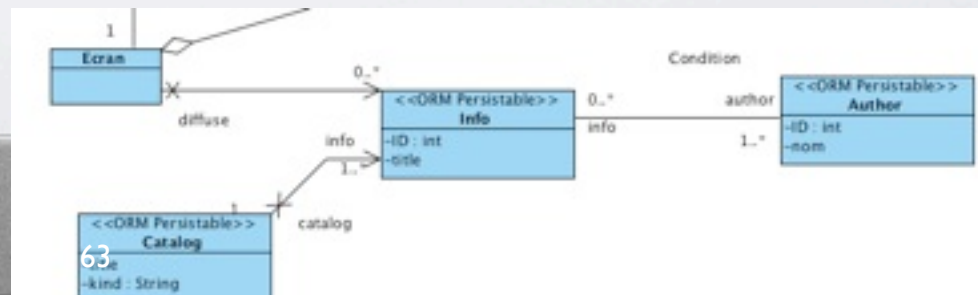 1
Ecran
0..*
diffuse
<<ORM Persistable>>
Info
-ID : int
-title
0..*
info
Condition
author
1..*
<<ORM Persistable>>
Author
-ID : int
-nom
info
1..*
1
catalog
<<ORM Persistable>>
Catalog
63
-kind : String